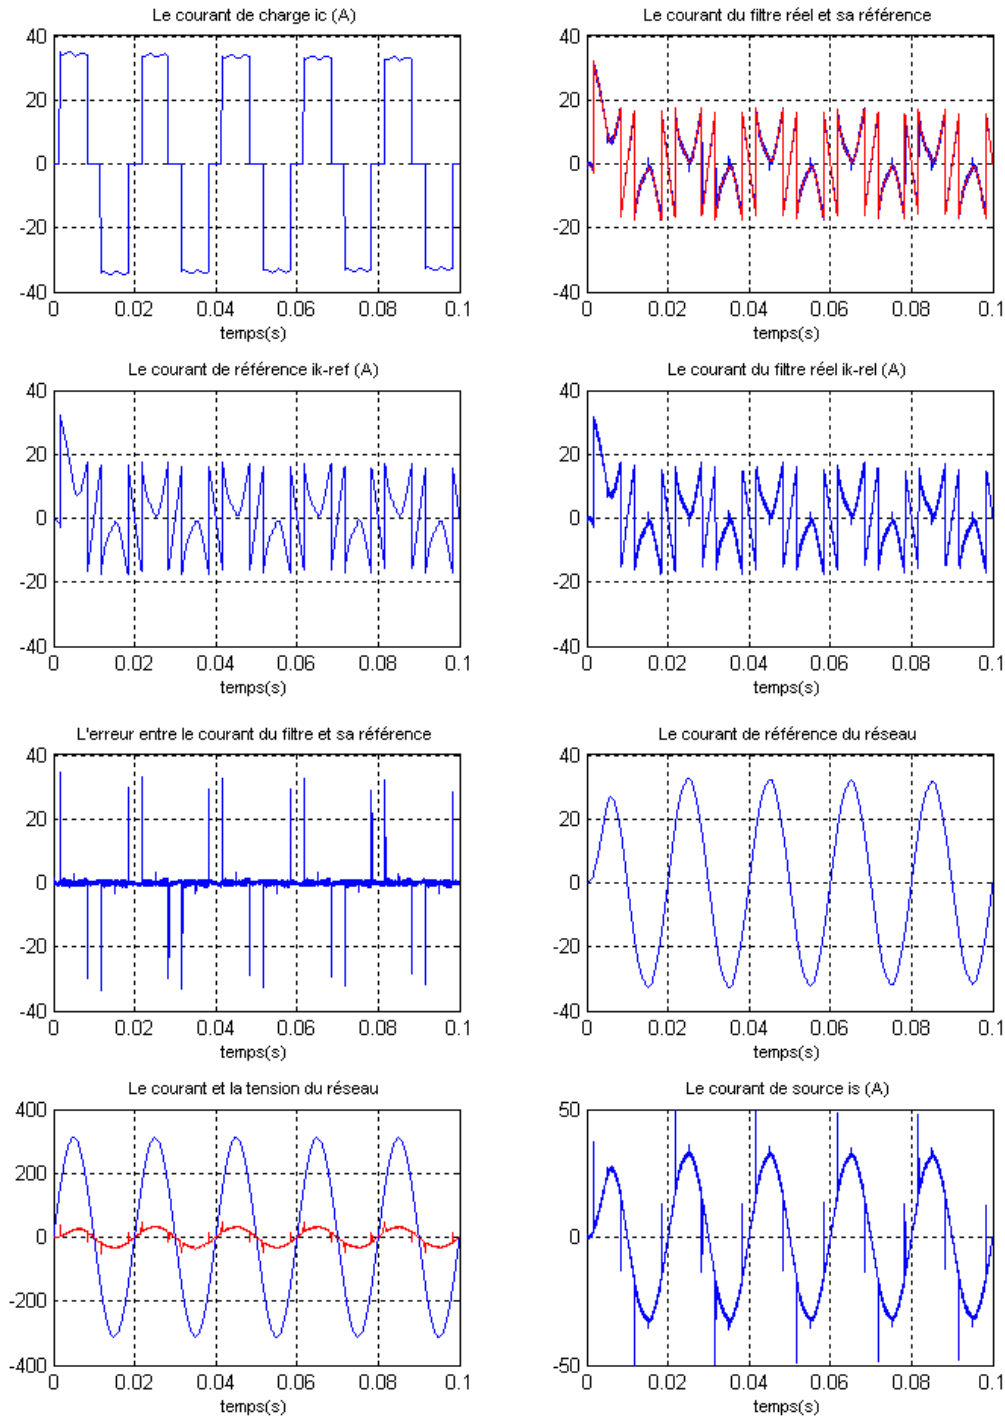 Le courant de charge ic (A)
40
20
0
-20
-40
0 0.02 0.04 0.06 0.08 0.1
temps(s)
Le courant du filtre réel et sa référence
40
20
0
-20
-40
0 0.02 0.04 0.06 0.08 0.1
temps(s)
Le courant de référence ik-ref (A)
40
20
0
-20
-40
0 0.02 0.04 0.06 0.08 0.1
temps(s)
Le courant du filtre réel ik-rel (A)
40
20
0
-20
-40
0 0.02 0.04 0.06 0.08 0.1
temps(s)
L'erreur entre le courant du filtre et sa référence
40
20
0
-20
-40
0 0.02 0.04 0.06 0.08 0.1
temps(s)
Le courant de référence du réseau
40
20
0
-20
-40
0 0.02 0.04 0.06 0.08 0.1
temps(s)
Le courant et la tension du réseau
400
200
0
-200
-400
0 0.02 0.04 0.06 0.08 0.1
temps(s)
Le courant de source is (A)
50
0
-50
0 0.02 0.04 0.06 0.08 0.1
temps(s)